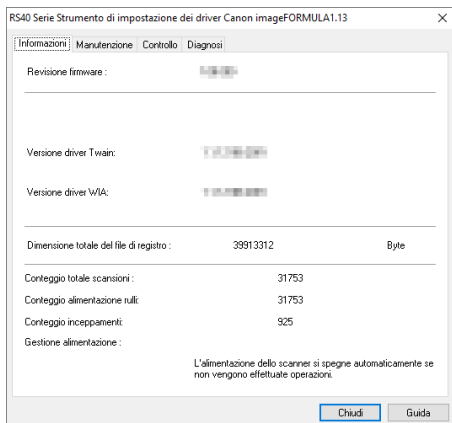 RS40 Serie Strumento di impostazione dei driver Canon imageFORMULA1.13
Informazioni Manutenzione Controllo Diagnosi
Revisione firmware :
Versione driver Twain:
Versione driver WIA:
Dimensione totale del file di registro : 39913312 Byte
Conteggio totale scansioni : 31753
Conteggio alimentazione rulli: 31753
Conteggio inceppamenti: 925
Gestione alimentazione :
L'alimentazione dello scanner si spegne automaticamente se
non vengono effettuate operazioni.
Chiudi Guida